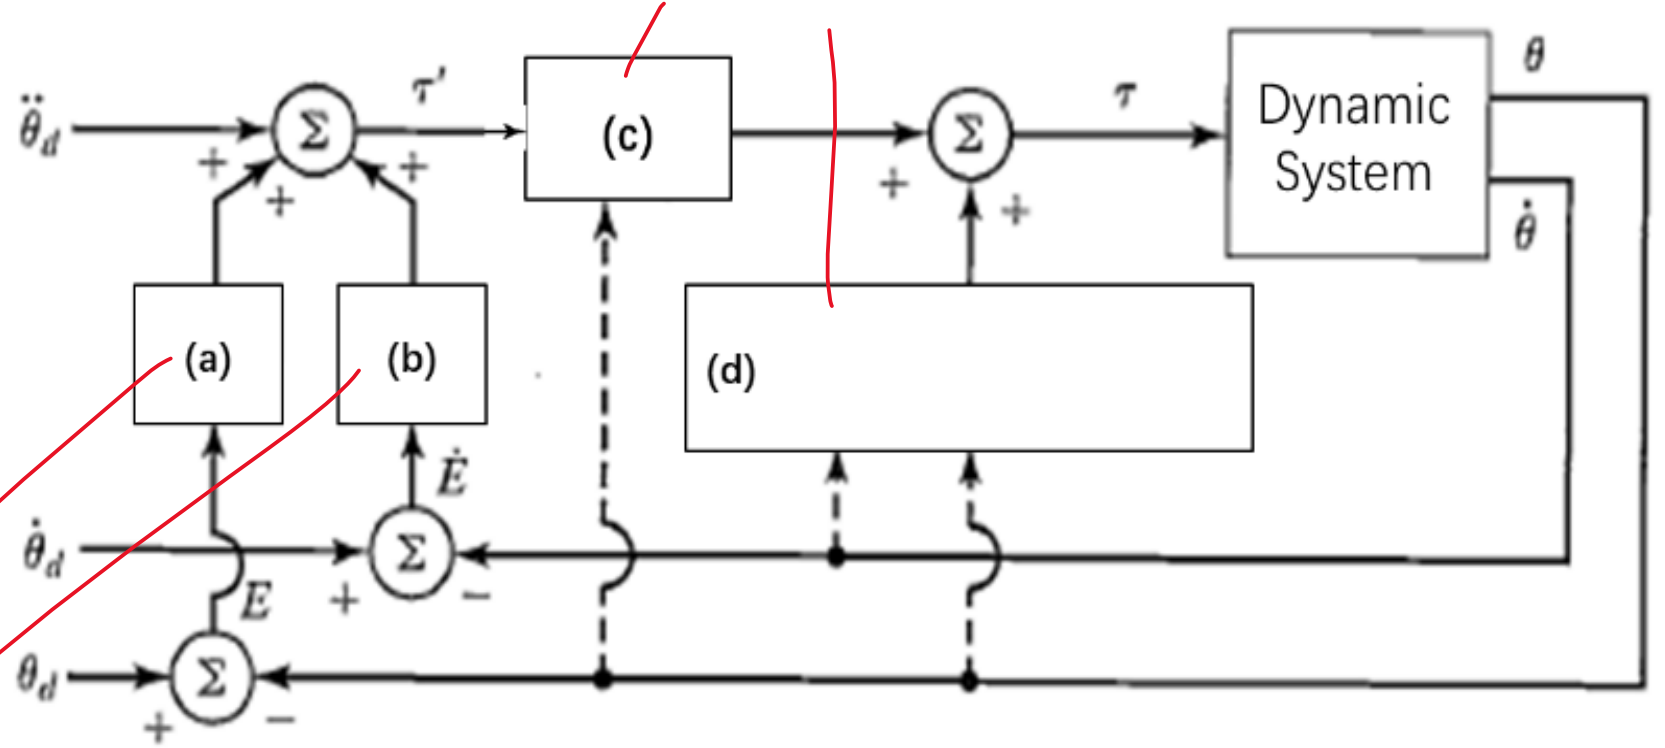 θ
θ̈d
Σ
τ′
(c)
Σ
τ
Dynamic
System
+
+
+
+
+
θ̇
(a)
(b)
(d)
Ė
θ̇d
Σ
+
−
E
θd
Σ
+
−